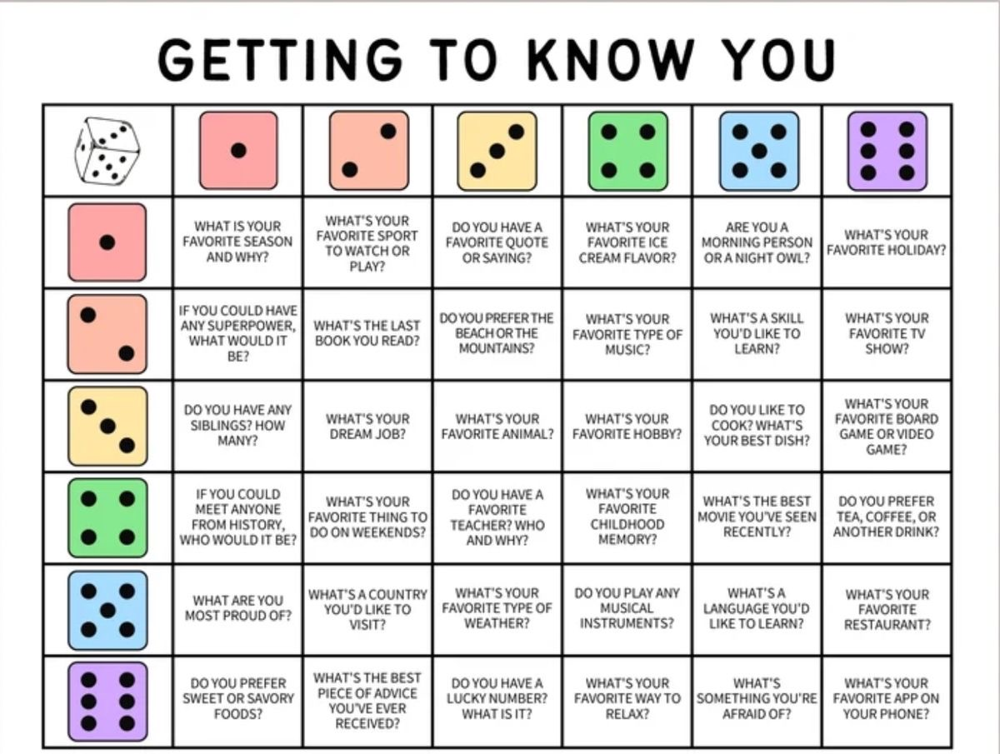 GETTING TO KNOW YOU
WHAT IS YOUR
FAVORITE SEASON
AND WHY?
WHAT'S YOUR
FAVORITE SPORT
TO WATCH OR
PLAY?
DO YOU HAVE A
FAVORITE QUOTE
OR SAYING?
WHAT'S YOUR
FAVORITE ICE
CREAM FLAVOR?
ARE YOU A
MORNING PERSON
OR A NIGHT OWL?
WHAT'S YOUR
FAVORITE HOLIDAY?
IF YOU COULD HAVE
ANY SUPERPOWER,
WHAT WOULD IT
BE?
WHAT'S THE LAST
BOOK YOU READ?
DO YOU PREFER THE
BEACH OR THE
MOUNTAINS?
WHAT'S YOUR
FAVORITE TYPE OF
MUSIC?
WHAT'S A SKILL
YOU'D LIKE TO
LEARN?
WHAT'S YOUR
FAVORITE TV
SHOW?
DO YOU HAVE ANY
SIBLINGS? HOW
MANY?
WHAT'S YOUR
DREAM JOB?
WHAT'S YOUR
FAVORITE ANIMAL?
WHAT'S YOUR
FAVORITE HOBBY?
DO YOU LIKE TO
COOK? WHAT'S
YOUR BEST DISH?
WHAT'S YOUR
FAVORITE BOARD
GAME OR VIDEO
GAME?
IF YOU COULD
MEET ANYONE
FROM HISTORY,
WHO WOULD IT BE?
WHAT'S YOUR
FAVORITE THING TO
DO ON WEEKENDS?
DO YOU HAVE A
FAVORITE
TEACHER? WHO
AND WHY?
WHAT'S YOUR
FAVORITE
CHILDHOOD
MEMORY?
WHAT'S THE BEST
MOVIE YOU'VE SEEN
RECENTLY?
DO YOU PREFER
TEA, COFFEE, OR
ANOTHER DRINK?
WHAT ARE YOU
MOST PROUD OF?
WHAT'S A COUNTRY
YOU'D LIKE TO
VISIT?
WHAT'S YOUR
FAVORITE TYPE OF
WEATHER?
DO YOU PLAY ANY
MUSICAL
INSTRUMENTS?
WHAT'S A
LANGUAGE YOU'D
LIKE TO LEARN?
WHAT'S YOUR
FAVORITE
RESTAURANT?
DO YOU PREFER
SWEET OR SAVORY
FOODS?
WHAT'S THE BEST
PIECE OF ADVICE
YOU'VE EVER
RECEIVED?
DO YOU HAVE A
LUCKY NUMBER?
WHAT IS IT?
WHAT'S YOUR
FAVORITE WAY TO
RELAX?
WHAT'S
SOMETHING YOU'RE
AFRAID OF?
WHAT'S YOUR
FAVORITE APP ON
YOUR PHONE?